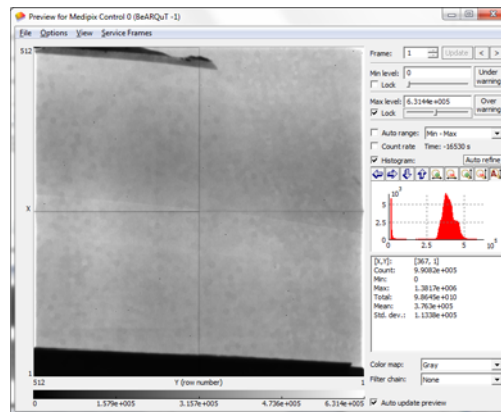 Preview for Medipix Control 0 (BeARQuT -1)
File Options View Service Frames
512
X
1
512 Y (row number) 1
0 1.579e+005 3.157e+005 4.736e+005 6.314e+005
Frame: 1 Update < >
Min level: 0 Under warning
Lock
Max level: 6.3144e+005 Over warning
Lock
Auto range: Min - Max
Count rate Time: -16530 s
Histogram: Auto refine
x10^3
5
2.5
0
0 2.5 5
[X,Y]: [367, 1]
Count: 9.9082e+005
Min: 0
Max: 1.3817e+006
Total: 9.8645e+010
Mean: 3.763e+005
Std. dev.: 1.1338e+005
Color map: Gray
Filter chain: None
Auto update preview